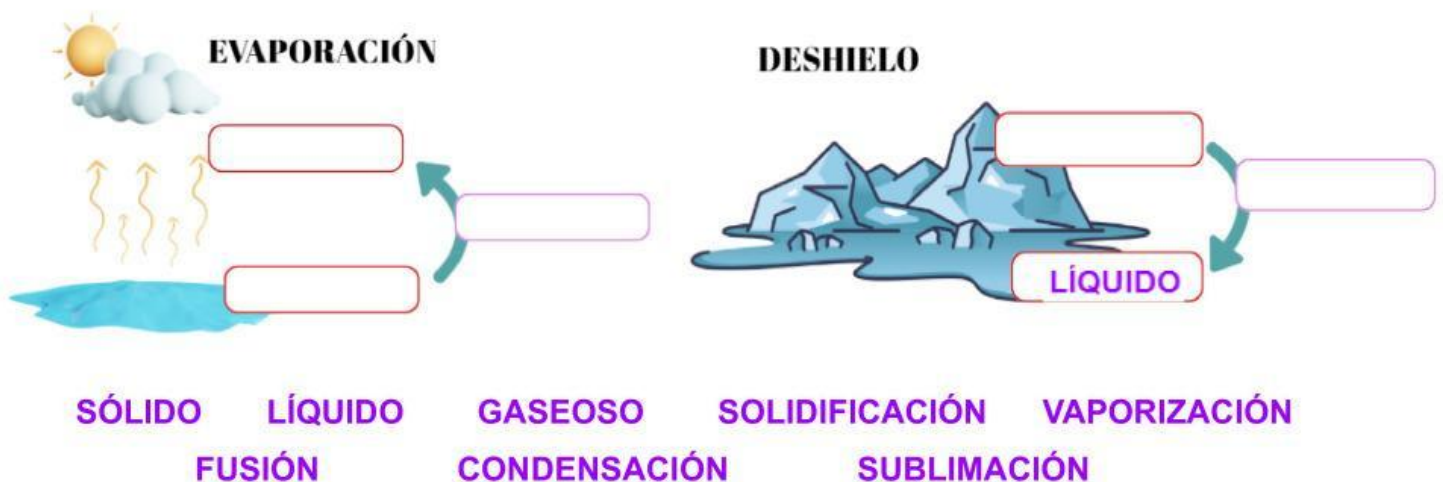 EVAPORACIÓN
DESHIELO
LÍQUIDO
SÓLIDO LÍQUIDO GASEOSO SOLIDIFICACIÓN VAPORIZACIÓN
FUSIÓN CONDENSACIÓN SUBLIMACIÓN